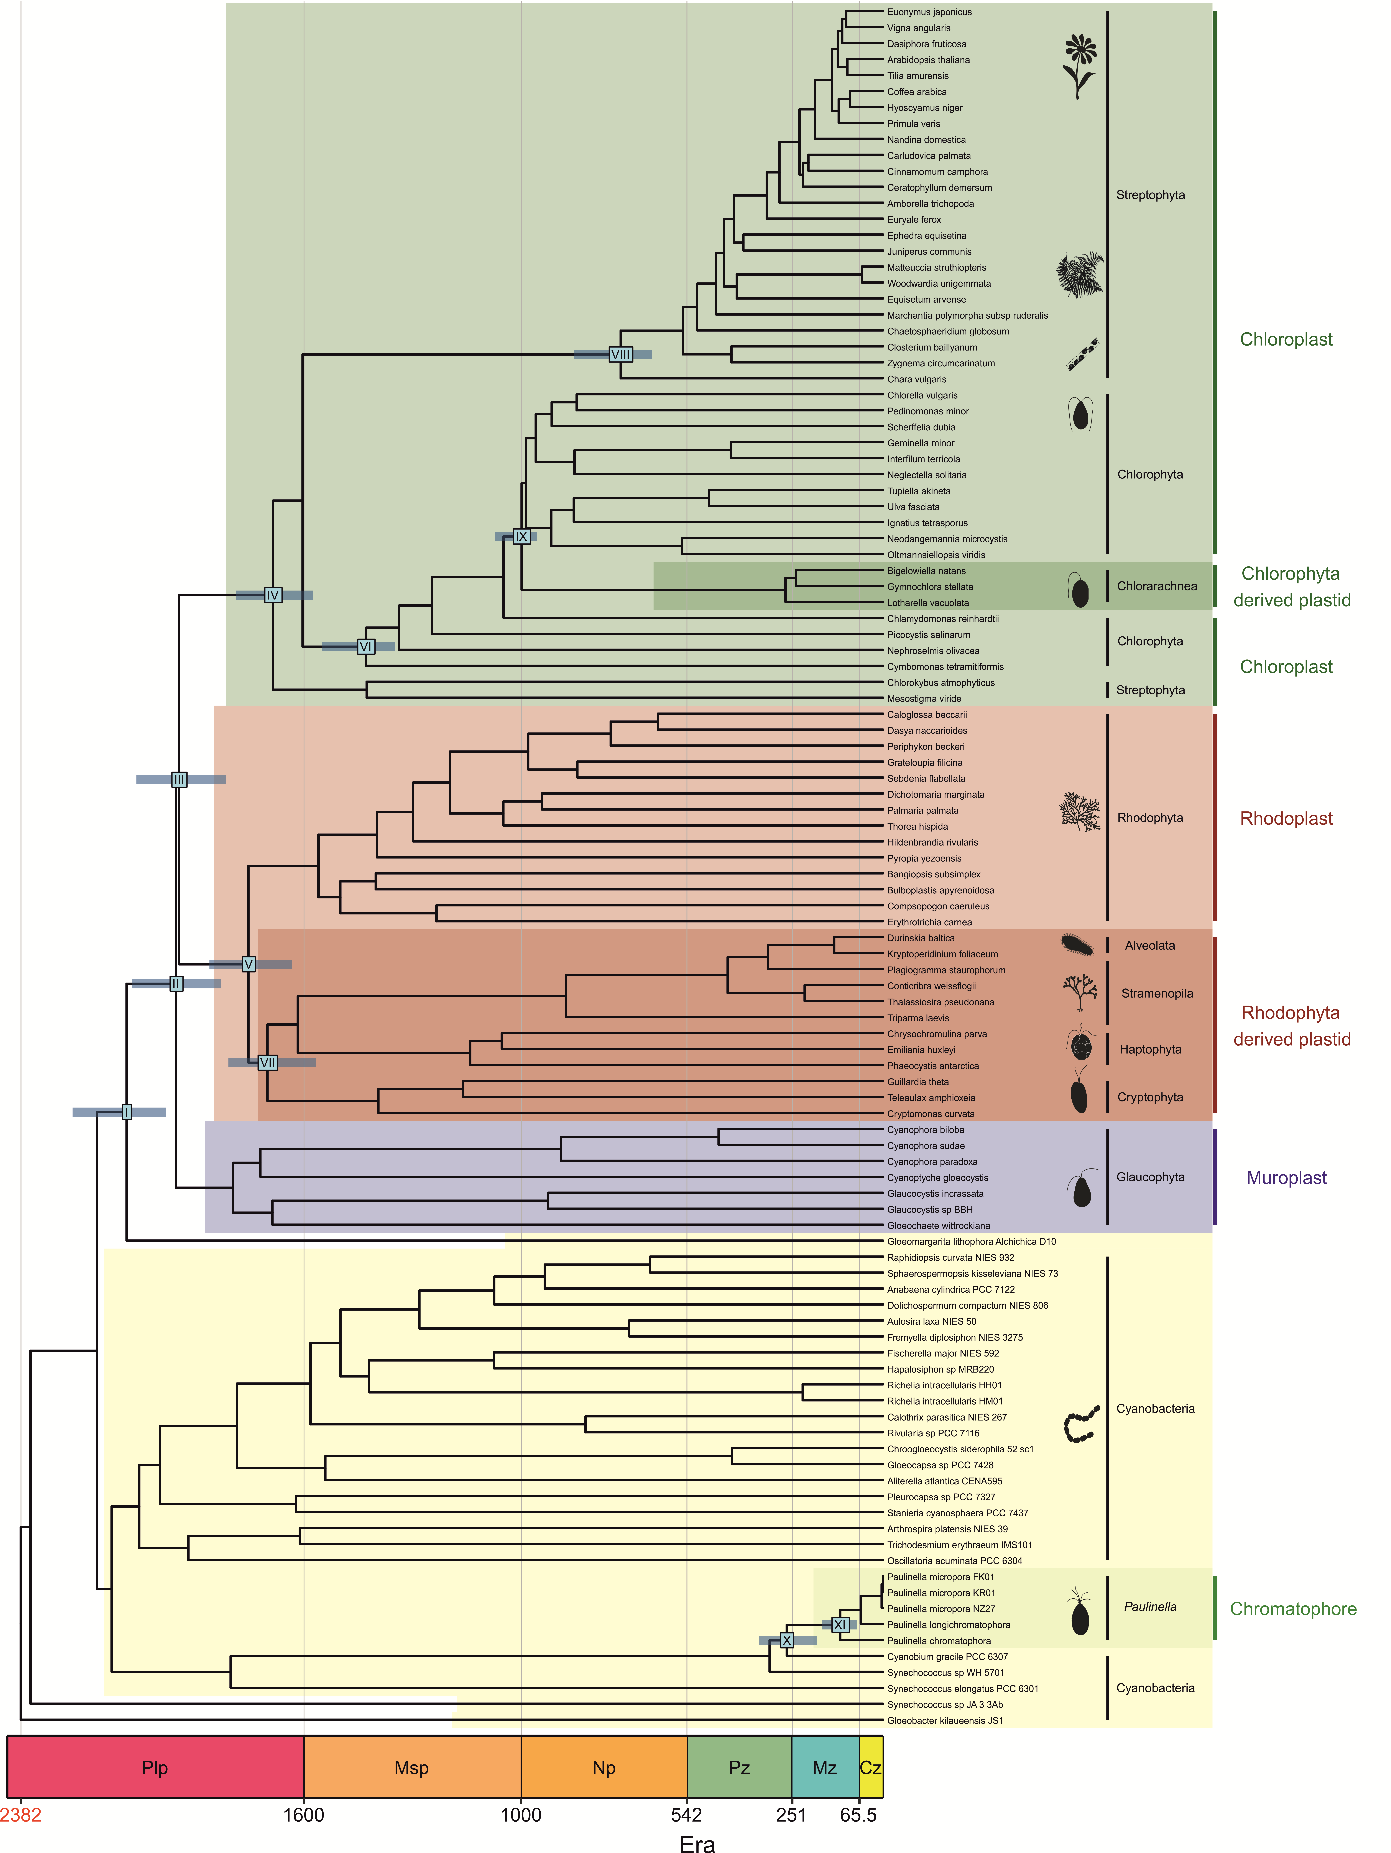 Euonymus japonicus
Vigna angularis
Dasiphora fruticosa
Arabidopsis thaliana
Tilia amurensis
Coffea arabica
Hyoscyamus niger
Primula veris
Nandina domestica
Carludovica palmata
Cinnamomum camphora
Ceratophyllum demersum
Streptophyta
Amborella trichopoda
Euryale ferox
Ephedra equisetina
Juniperus communis
Matteuccia struthiopteris
Woodwardia unigemmata
Equisetum arvense
Marchantia polymorpha subsp ruderalis
Chaetosphaeridium globosum
Chloroplast
Closterium baillyanum
VIII
Zygnema circumcarinatum
Chara vulgaris
Chlorella vulgaris
Pedinomonas minor
Scherffelia dubia
Geminella minor
Interfilum terricola
Neglectella solitaria
Chlorophyta
Tupiella akineta
Ulva fasciata
Ignatius tetrasporus
IX
Neodangemannia microcystis
Oltmannsiellopsis viridis
Bigelowiella natans
Chlorophyta
derived plastid
Gymnochlora stellata
Chlorarachnea
IV
Lotharella vacuolata
Chlamydomonas reinhardtii
Picocystis salinarum
Chlorophyta
VI
Nephroselmis olivacea
Cymbomonas tetramitiformis
Chloroplast
Chlorokybus atmophyticus
Streptophyta
Mesostigma viride
Caloglossa beccarii
Dasya naccarioides
Periphykon beckeri
Grateloupia filicina
III
Sebdenia flabellata
Dichotomaria marginata
Palmaria palmata
Rhodophyta
Rhodoplast
Thorea hispida
Hildenbrandia rivularis
Pyropia yezoensis
Bangiopsis subsimplex
Bulboplastis apyrenoidosa
Compsopogon caeruleus
Erythrotrichia carnea
Durinskia baltica
Alveolata
Kryptoperidinium foliaceum
V
Plagiogramma staurophorum
II
Conticribra weissflogii
Stramenopila
Thalassiosira pseudonana
Rhodophyta
derived plastid
Triparma laevis
Chrysochromulina parva
Emiliania huxleyi
Haptophyta
VII
Phaeocystis antarctica
Guillardia theta
Teleaulax amphioxeia
Cryptophyta
I
Cryptomonas curvata
Cyanophora biloba
Cyanophora sudae
Cyanophora paradoxa
Cyanoptyche gloeocystis
Glaucophyta
Muroplast
Glaucocystis incrassata
Glaucocystis sp BBH
Gloeochaete wittrockiana
Gloeomargarita lithophora Alchichica D10
Raphidiopsis curvata NIES 932
Sphaerospermopsis kisseleviana NIES 73
Anabaena cylindrica PCC 7122
Dolichospermum compactum NIES 806
Aulosira laxa NIES 50
Fremyella diplosiphon NIES 3275
Fischerella major NIES 592
Hapalosiphon sp MRB220
Richelia intracellularis HH01
Richelia intracellularis HM01
Cyanobacteria
Calothrix parasitica NIES 267
Rivularia sp PCC 7116
Chroogloeocystis siderophila 52 sc1
Gloeocapsa sp PCC 7428
Aliterella atlantica CENA595
Pleurocapsa sp PCC 7327
Stanieria cyanosphaera PCC 7437
Arthrospira platensis NIES 39
Trichodesmium erythraeum IMS101
Oscillatoria acuminata PCC 6304
Paulinella micropora FK01
Paulinella micropora KR01
Paulinella micropora NZ27
Paulinella
Chromatophore
XI
Paulinella longichromatophora
X
Paulinella chromatophora
Cyanobium gracile PCC 6307
Synechococcus sp WH 5701
Synechococcus elongatus PCC 6301
Cyanobacteria
Synechococcus sp JA 3 3Ab
Gloeobacter kilaueensis JS1
Plp Msp Np Pz Mz Cz
2382 1600 1000 542 251 65.5
Era